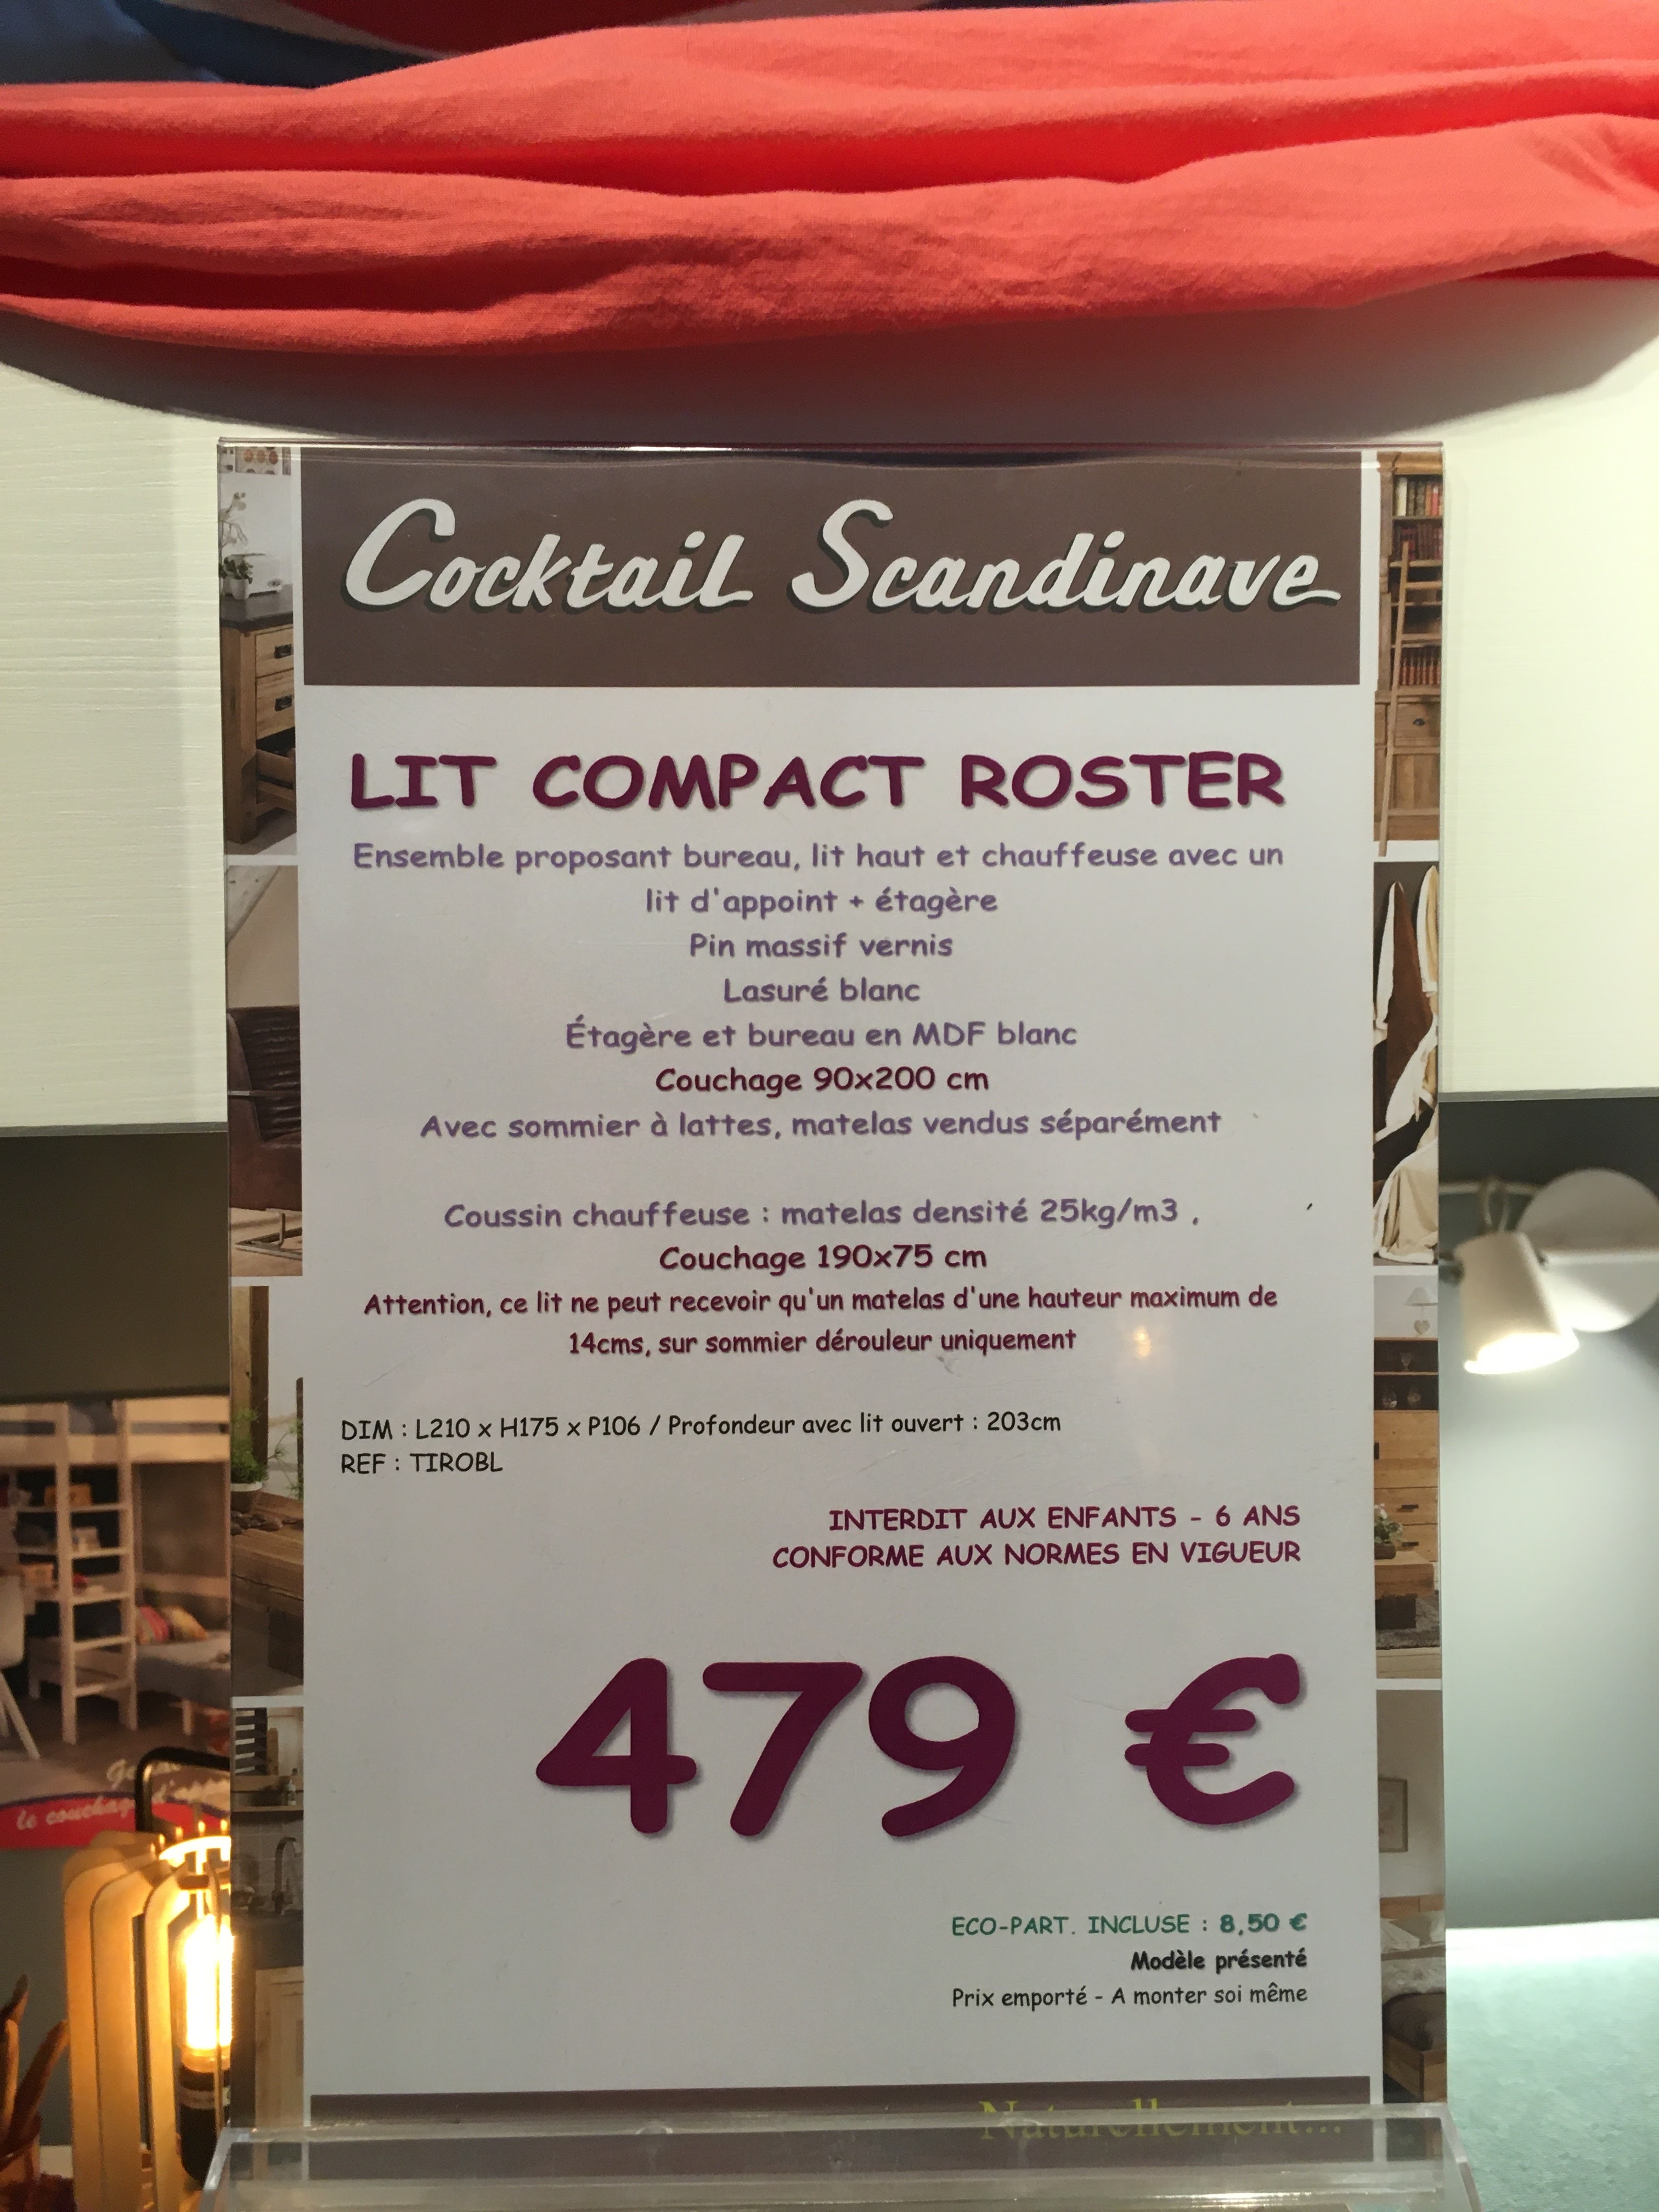 Cocktail Scandinave
LIT COMPACT ROSTER
Ensemble proposant bureau, lit haut et chauffeuse avec un
lit d'appoint + étagère
Pin massif vernis
Lasuré blanc
Étagère et bureau en MDF blanc
Couchage 90x200 cm
Avec sommier à lattes, matelas vendus séparément
Coussin chauffeuse : matelas densité 25kg/m3 ,
Couchage 190x75 cm
Attention, ce lit ne peut recevoir qu'un matelas d'une hauteur maximum de
14cms, sur sommier dérouleur uniquement
DIM : L210 x H175 x P106 / Profondeur avec lit ouvert : 203cm
REF : TIROBL
INTERDIT AUX ENFANTS - 6 ANS
CONFORME AUX NORMES EN VIGUEUR
479 €
ECO-PART. INCLUSE : 8,50 €
Modèle présenté
Prix emporté - A monter soi même
Naturellement...
le couchage